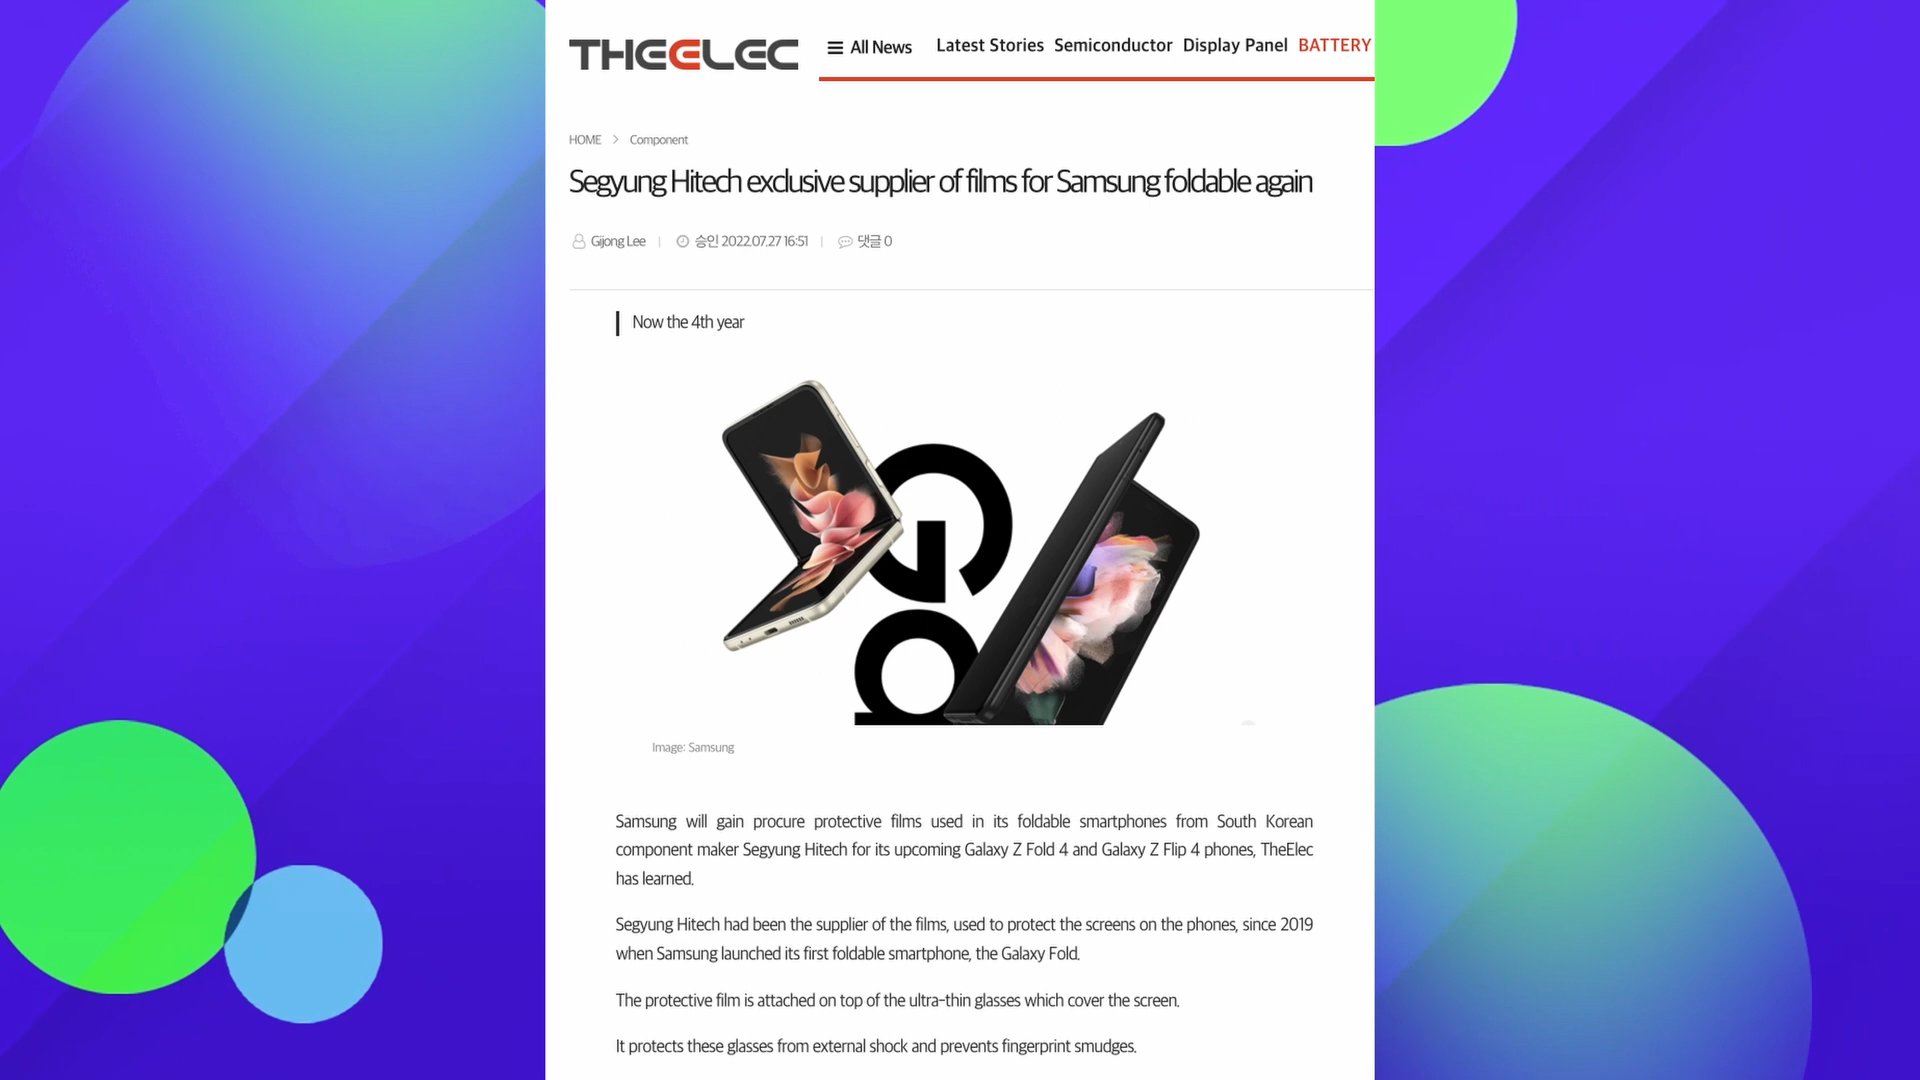 THEELEC
All News Latest Stories Semiconductor Display Panel BATTERY
HOME > Component
Segyung Hitech exclusive supplier of films for Samsung foldable again
Gijong Lee | 승인 2022.07.27 16:51 | 댓글 0
Now the 4th year
Image: Samsung
Samsung will gain procure protective films used in its foldable smartphones from South Korean
component maker Segyung Hitech for its upcoming Galaxy Z Fold 4 and Galaxy Z Flip 4 phones, TheElec
has learned.
Segyung Hitech had been the supplier of the films, used to protect the screens on the phones, since 2019
when Samsung launched its first foldable smartphone, the Galaxy Fold.
The protective film is attached on top of the ultra-thin glasses which cover the screen.
It protects these glasses from external shock and prevents fingerprint smudges.